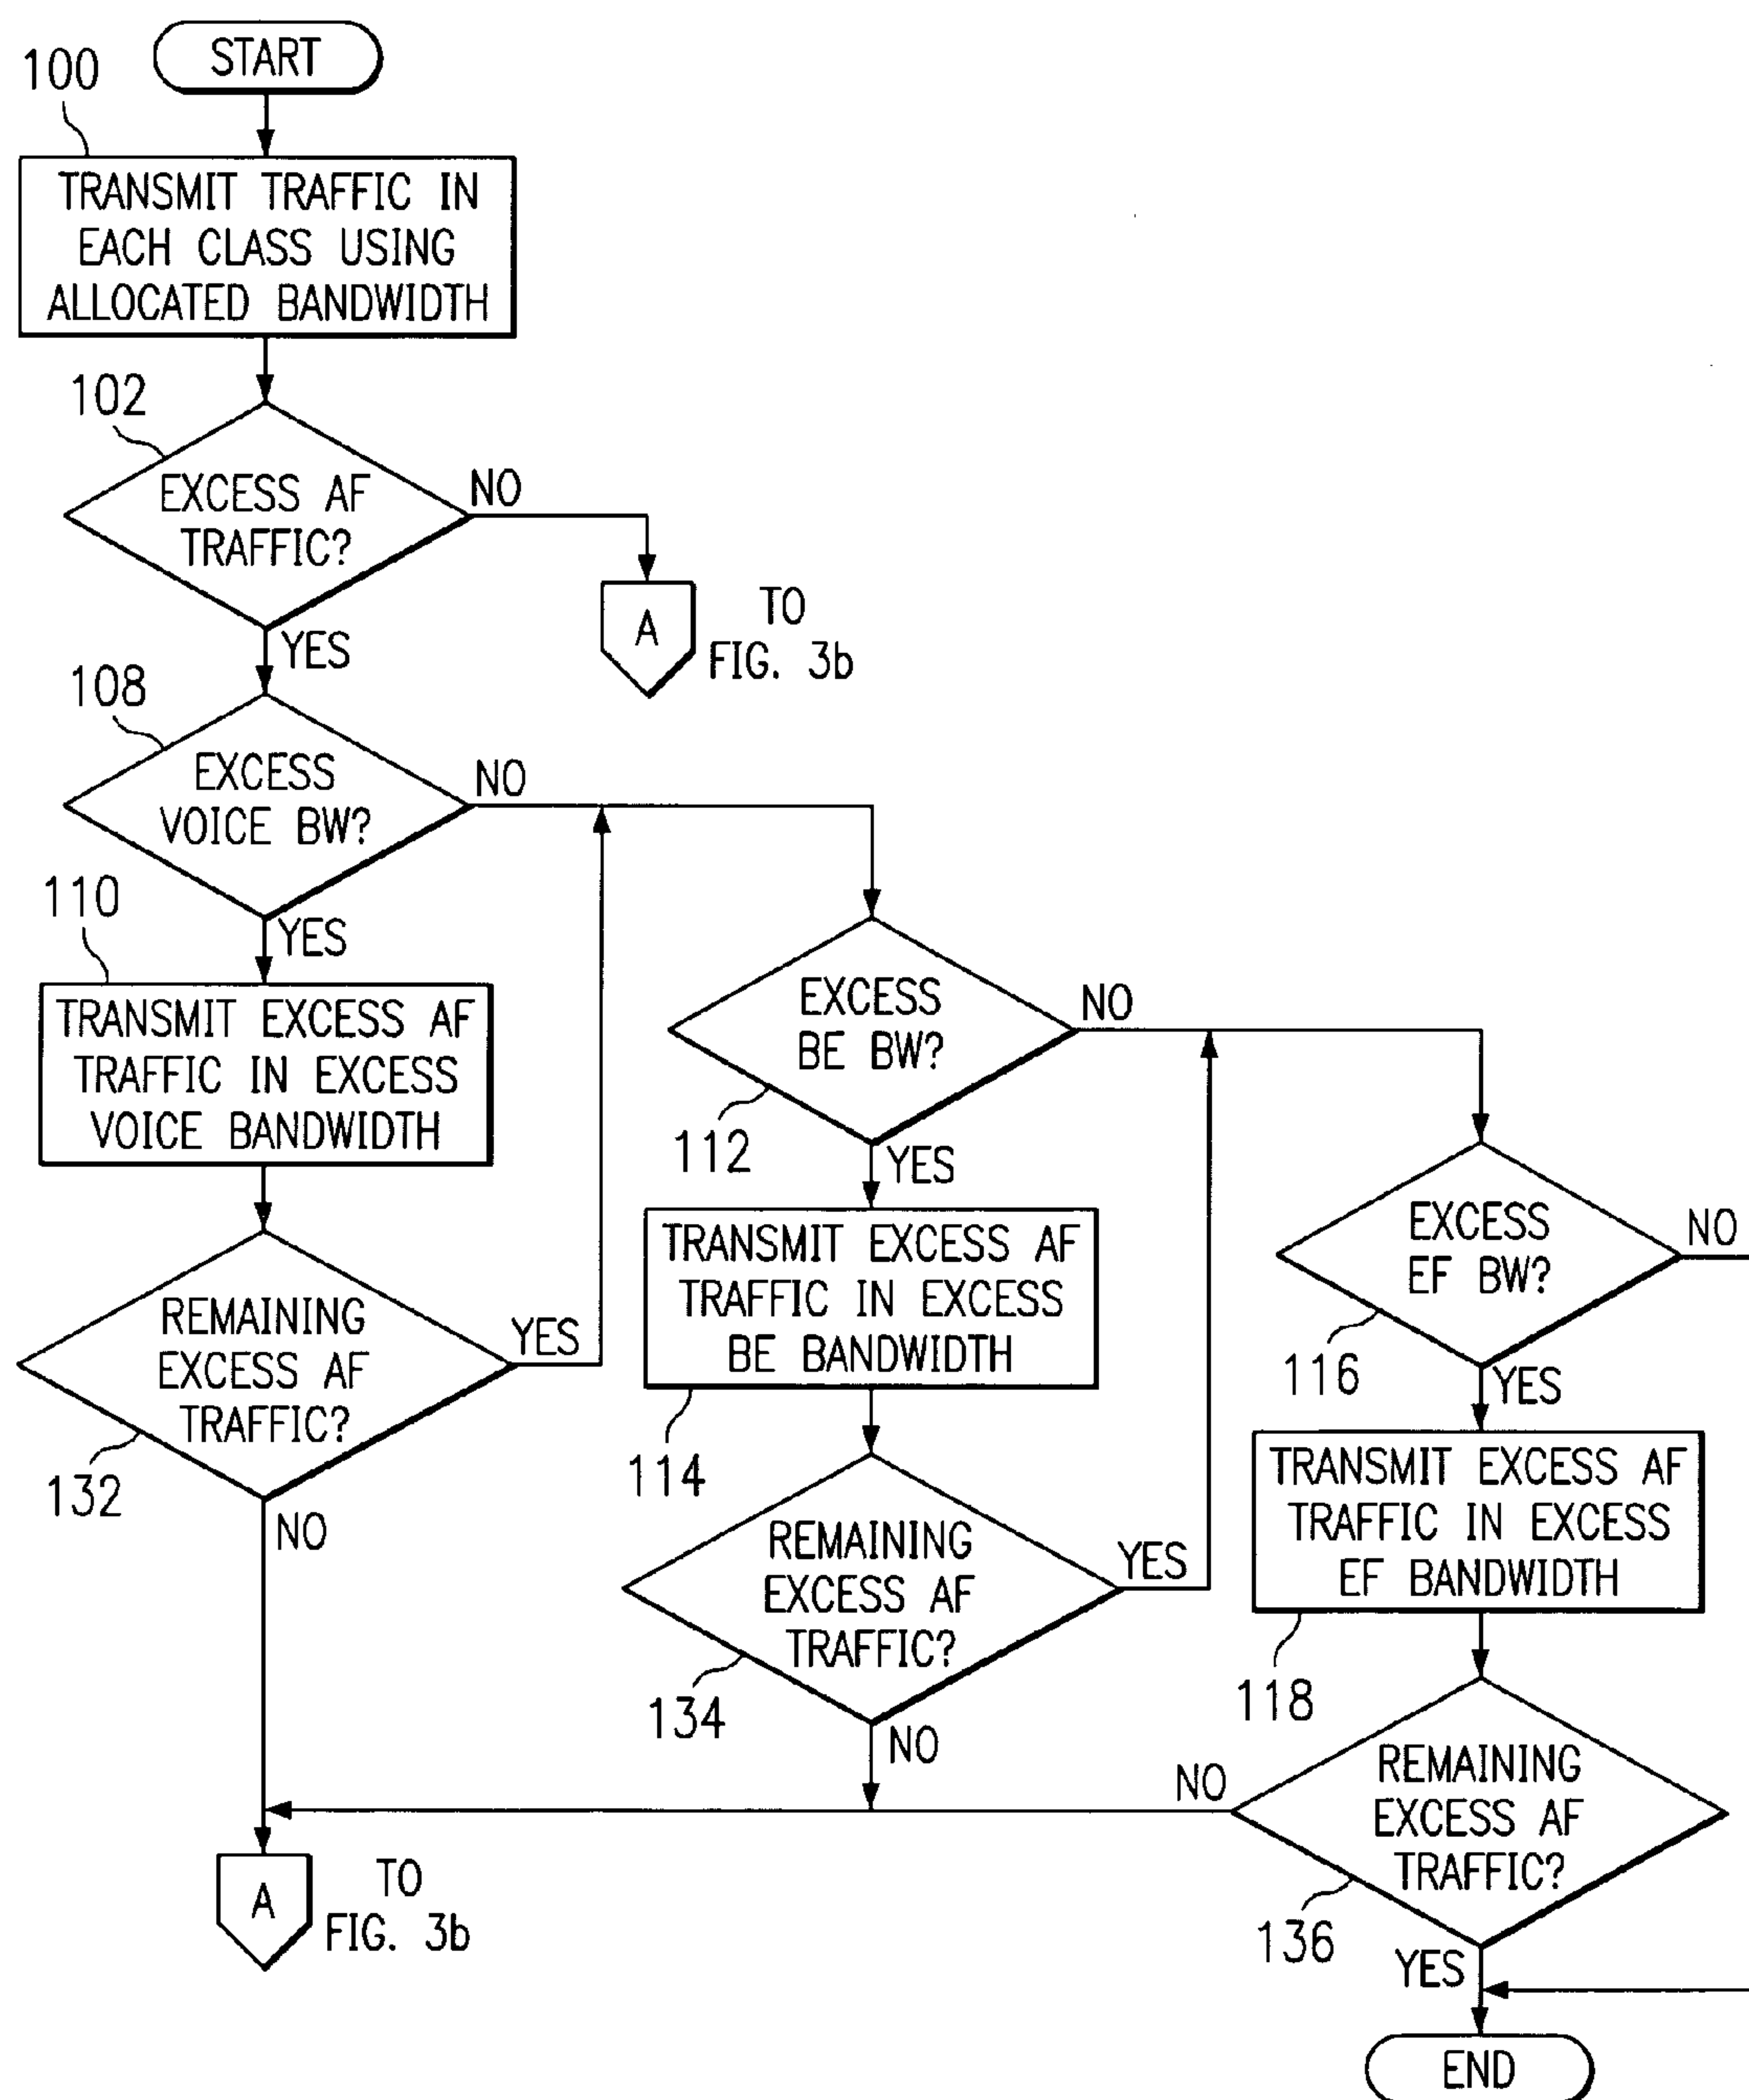 START
100
TRANSMIT TRAFFIC IN
EACH CLASS USING
ALLOCATED BANDWIDTH
102
EXCESS AF
TRAFFIC?
NO
A
TO
FIG. 3b
YES
108
EXCESS
VOICE BW?
NO
YES
110
TRANSMIT EXCESS AF
TRAFFIC IN EXCESS
VOICE BANDWIDTH
REMAINING
EXCESS AF
TRAFFIC?
YES
132
NO
EXCESS
BE BW?
NO
112
YES
TRANSMIT EXCESS AF
TRAFFIC IN EXCESS
BE BANDWIDTH
114
REMAINING
EXCESS AF
TRAFFIC?
YES
134
NO
EXCESS
EF BW?
NO
116
YES
TRANSMIT EXCESS AF
TRAFFIC IN EXCESS
EF BANDWIDTH
118
REMAINING
EXCESS AF
TRAFFIC?
NO
136
YES
A
TO
FIG. 3b
END